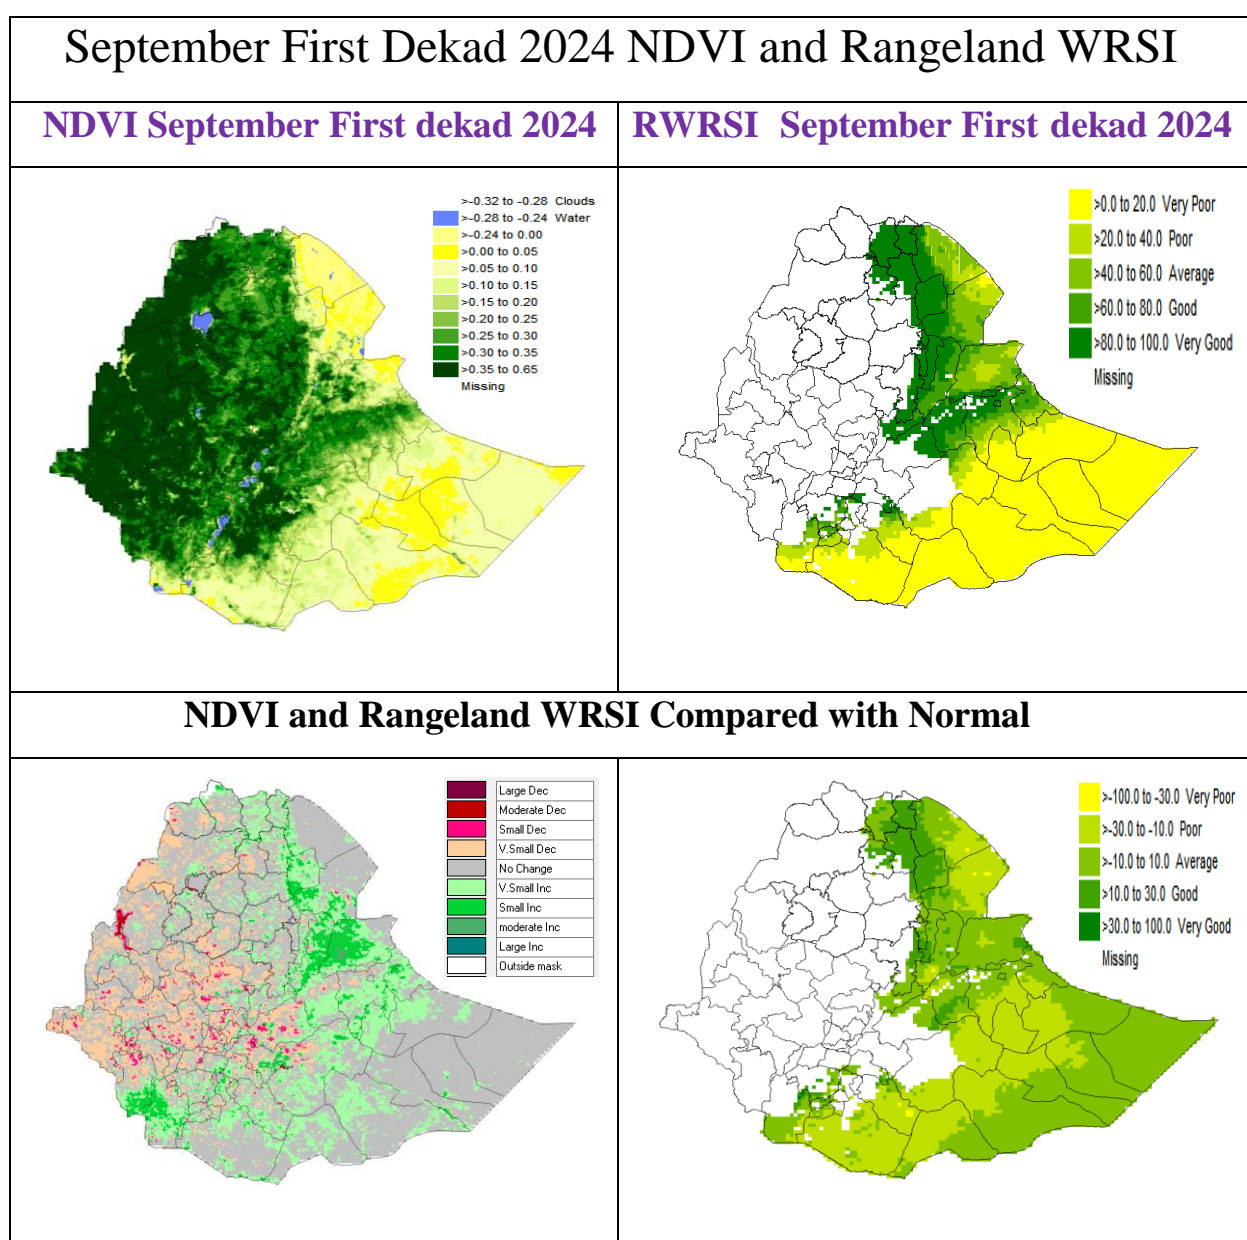 September First Dekad 2024 NDVI and Rangeland WRSI
NDVI September First dekad 2024
RWRSI September First dekad 2024
>-0.32 to -0.28 Clouds
>-0.28 to -0.24 Water
>-0.24 to 0.00
>0.00 to 0.05
>0.05 to 0.10
>0.10 to 0.15
>0.15 to 0.20
>0.20 to 0.25
>0.25 to 0.30
>0.30 to 0.35
>0.35 to 0.65
Missing
>0.0 to 20.0 Very Poor
>20.0 to 40.0 Poor
>40.0 to 60.0 Average
>60.0 to 80.0 Good
>80.0 to 100.0 Very Good
Missing
NDVI and Rangeland WRSI Compared with Normal
Large Dec
Moderate Dec
Small Dec
V.Small Dec
No Change
V.Small Inc
Small Inc
moderate Inc
Large Inc
Outside mask
>-100.0 to -30.0 Very Poor
>-30.0 to -10.0 Poor
>-10.0 to 10.0 Average
>10.0 to 30.0 Good
>30.0 to 100.0 Very Good
Missing